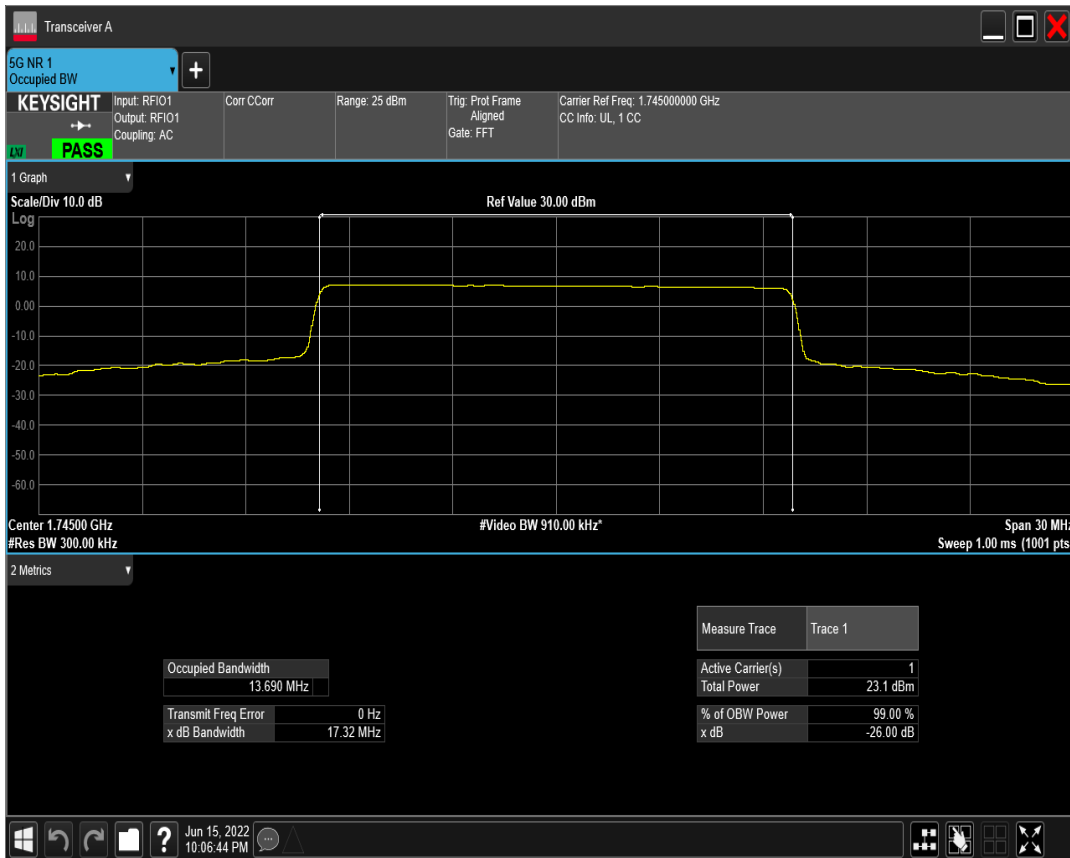 Transceiver A
5G NR 1
Occupied BW
KEYSIGHT
LXI
PASS
Input: RFIO1
Output: RFIO1
Coupling: AC
Corr CCorr
Range: 25 dBm
Trig: Prot Frame
Aligned
Gate: FFT
Carrier Ref Freq: 1.745000000 GHz
CC Info: UL, 1 CC
1 Graph
Scale/Div 10.0 dB
Ref Value 30.00 dBm
Log
20.0
10.0
0.00
-10.0
-20.0
-30.0
-40.0
-50.0
-60.0
Center 1.74500 GHz
#Video BW 910.00 kHz*
Span 30 MHz
#Res BW 300.00 kHz
Sweep 1.00 ms (1001 pts
2 Metrics
Measure Trace Trace 1
Occupied Bandwidth
13.690 MHz
Active Carrier(s) 1
Total Power 23.1 dBm
Transmit Freq Error 0 Hz
x dB Bandwidth 17.32 MHz
% of OBW Power 99.00 %
x dB -26.00 dB
Jun 15, 2022
10:06:44 PM